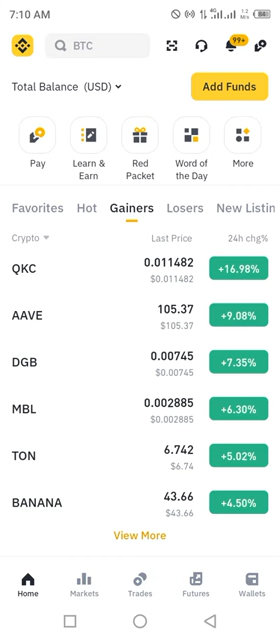 7:10 AM
4G
1.2
M/s
BTC
99+
Total Balance (USD)
Add Funds
Pay
Learn &
Earn
Red
Packet
Word of
the Day
More
Favorites Hot Gainers Losers New Listin
Crypto Last Price 24h chg%
QKC 0.011482 +16.98%
$0.011482
AAVE 105.37 +9.08%
$105.37
DGB 0.00745 +7.35%
$0.00745
MBL 0.002885 +6.30%
$0.002885
TON 6.742 +5.02%
$6.74
BANANA 43.66 +4.50%
$43.66
View More
Home Markets Trades Futures Wallets